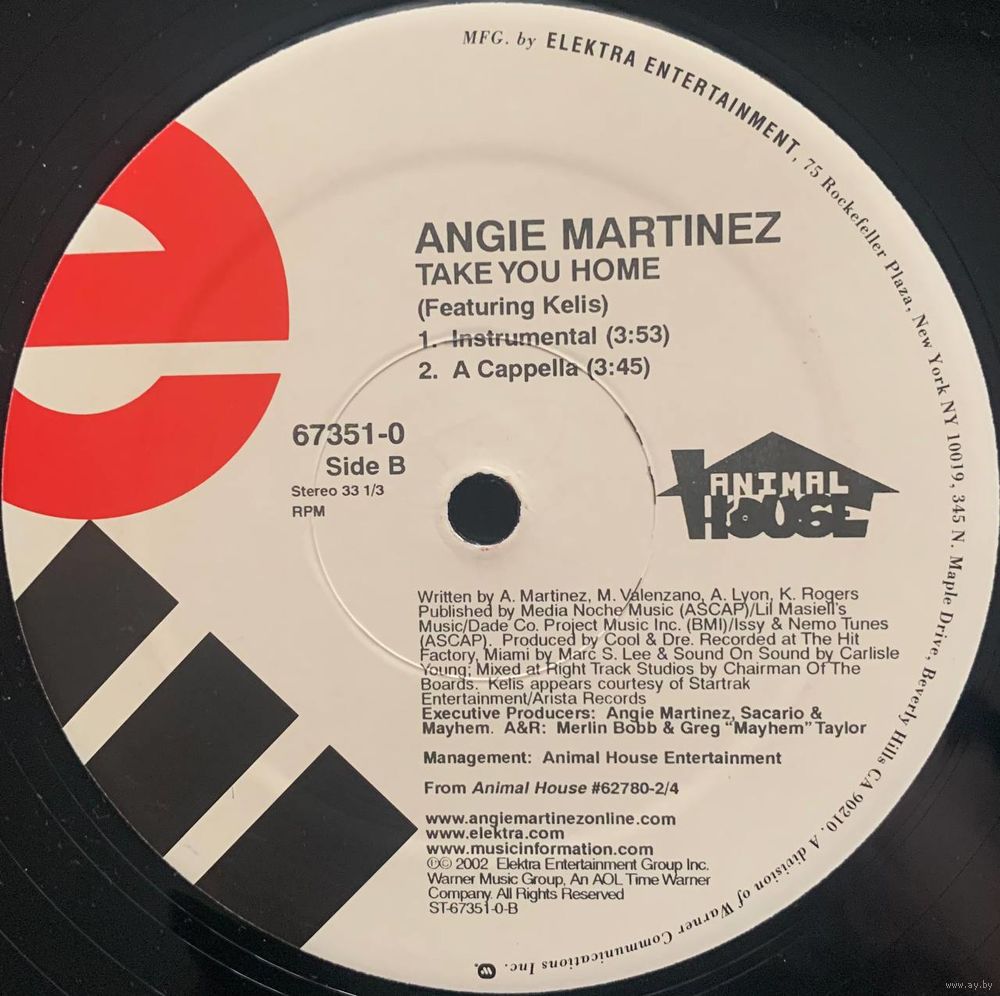 MFG. by ELEKTRA ENTERTAINMENT, 75 Rockefeller Plaza, New York NY 10019, 345 N. Maple Drive, Beverly Hills CA 90210. A division of Warner Communications Inc.
ANGIE MARTINEZ
TAKE YOU HOME
(Featuring Kelis)
1. Instrumental (3:53)
2. A Cappella (3:45)
67351-0
Side B
Stereo 33 1/3
RPM
ANIMAL
HOUSE
Written by A. Martinez, M. Valenzano, A. Lyon, K. Rogers
Published by Media Noche Music (ASCAP)/Lil Masiell's
Music/Dade Co. Project Music Inc. (BMI)/Issy & Nemo Tunes
(ASCAP). Produced by Cool & Dre. Recorded at The Hit
Factory, Miami by Marc S. Lee & Sound On Sound by Carlisle
Young; Mixed at Right Track Studios by Chairman Of The
Boards. Kelis appears courtesy of Startrak
Entertainment/Arista Records
Executive Producers: Angie Martinez, Sacario &
Mayhem. A&R: Merlin Bobb & Greg "Mayhem" Taylor
Management: Animal House Entertainment
From Animal House #62780-2/4
www.angiemartinezonline.com
www.elektra.com
www.musicinformation.com
℗© 2002 Elektra Entertainment Group Inc.
Warner Music Group, An AOL Time Warner
Company. All Rights Reserved
ST-67351-0-B
www.ay.by